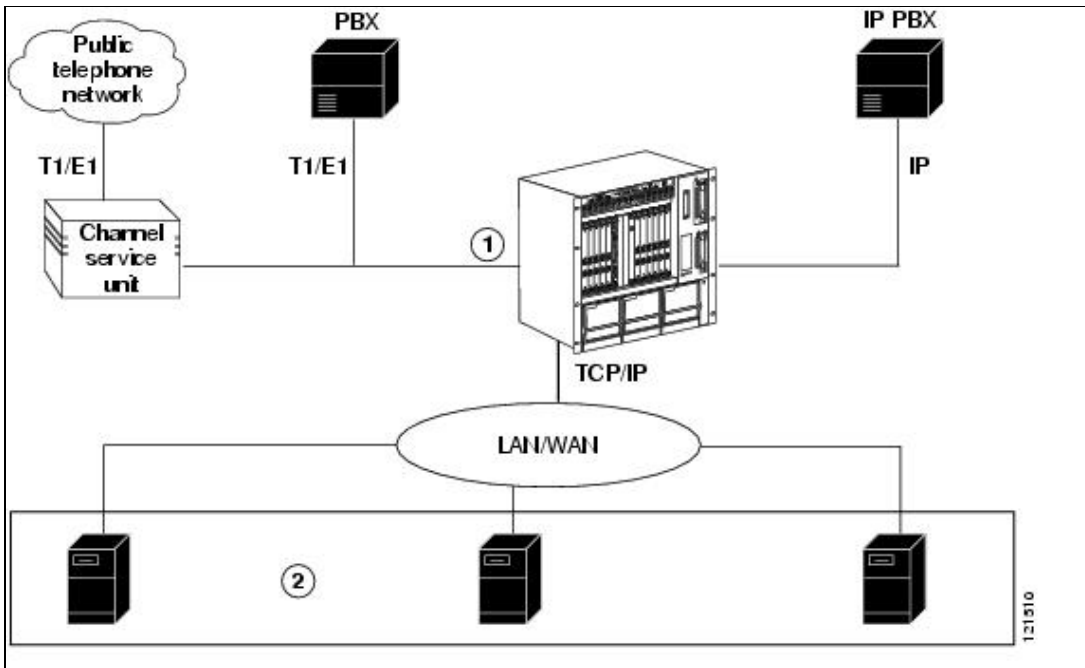 Public
telephone
network
PBX
IP PBX
T1/E1
T1/E1
IP
Channel
service
unit
1
TCP/IP
LAN/WAN
2
121510